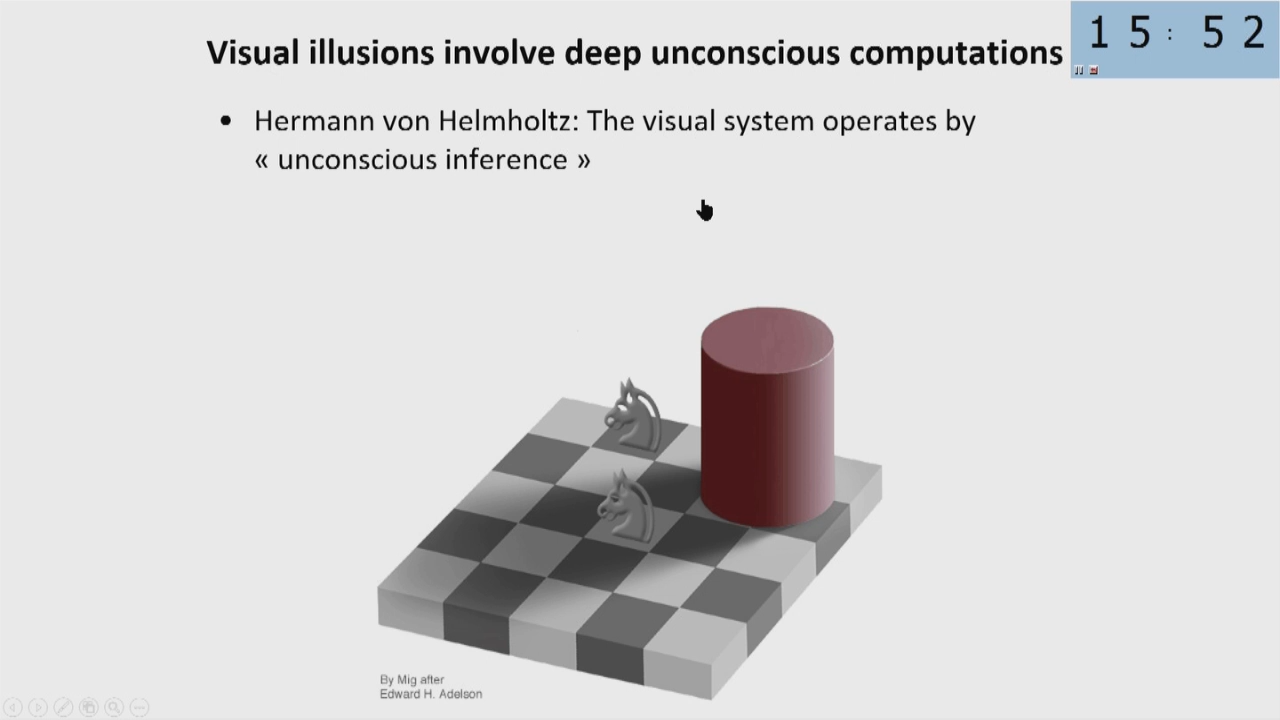 Visual illusions involve deep unconscious computations
15:52
• Hermann von Helmholtz: The visual system operates by
« unconscious inference »
By Mig after
Edward H. Adelson